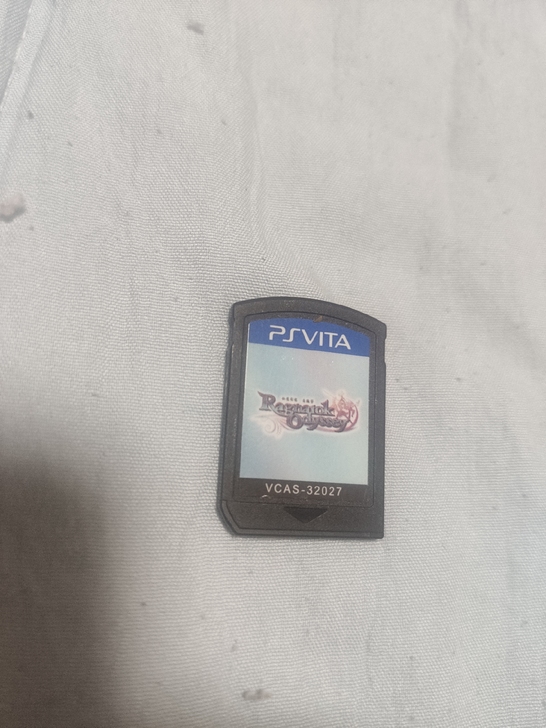 PSVITA
Ragnarok
Odyssey
VCAS-32027